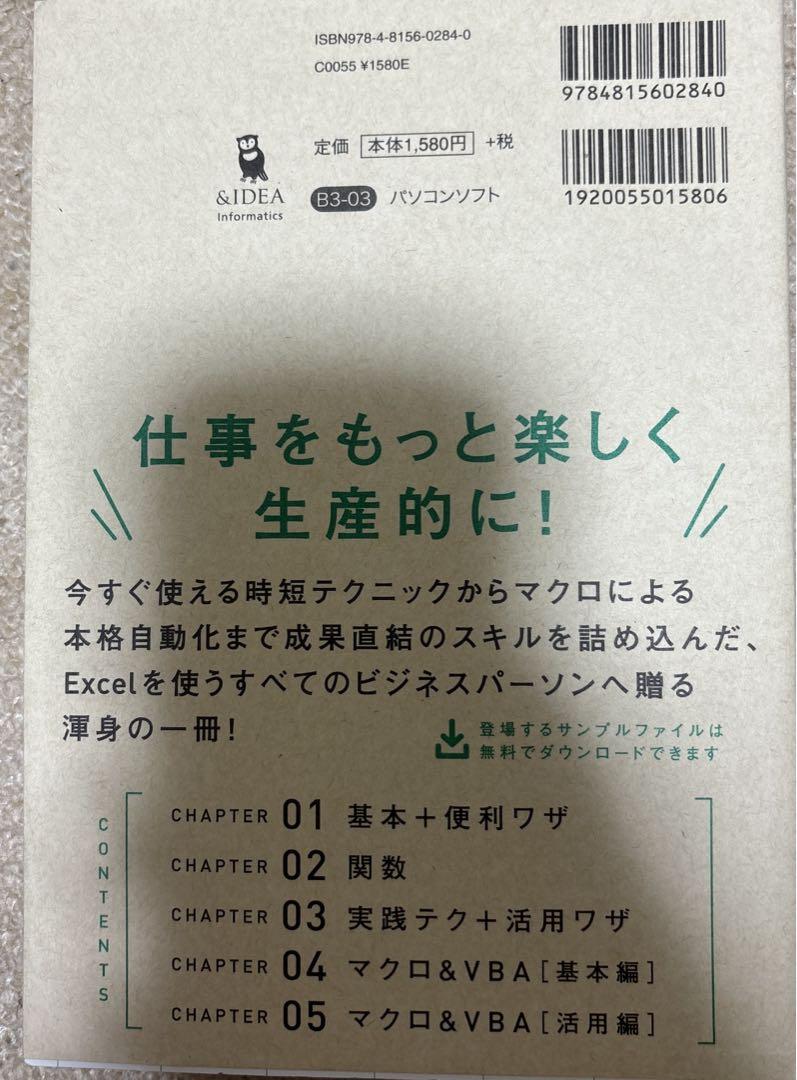 ISBN978-4-8156-0284-0
C0055 ¥1580E
9784815602840
定価 本体1,580円 +税
&IDEA
Informatics
B3-03 パソコンソフト
1920055015806
仕事をもっと楽しく
生産的に!
今すぐ使える時短テクニックからマクロによる
本格自動化まで成果直結のスキルを詰め込んだ、
Excelを使うすべてのビジネスパーソンへ贈る
渾身の一冊!
登場するサンプルファイルは
無料でダウンロードできます
CONTENTS
CHAPTER 01 基本+便利ワザ
CHAPTER 02 関数
CHAPTER 03 実践テク+活用ワザ
CHAPTER 04 マクロ&VBA[基本編]
CHAPTER 05 マクロ&VBA[活用編]